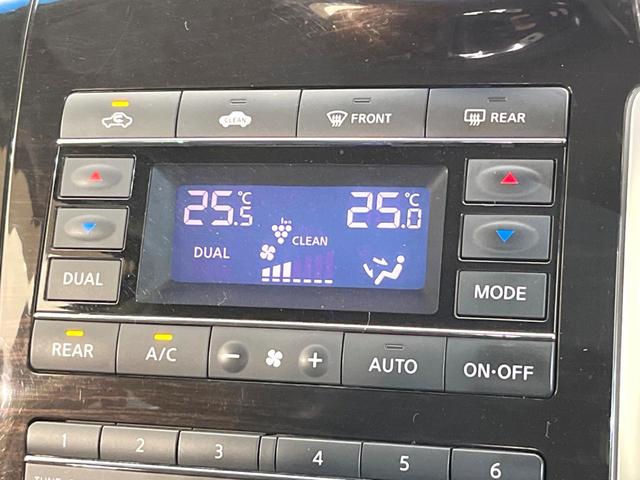 CLEAN
FRONT
REAR
25.5°C
25.0°C
Ion
DUAL
CLEAN
DUAL
MODE
REAR
A/C
- +
AUTO
ON·OFF
1 2 3 4 5 6